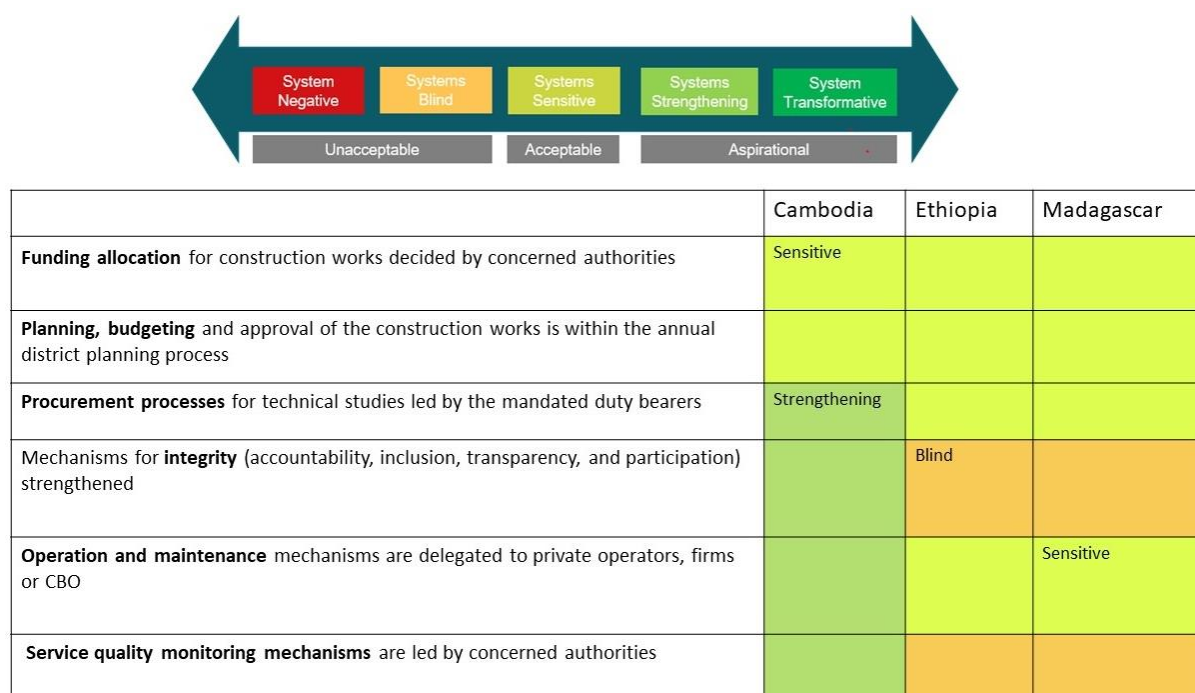 System
Negative
Systems
Blind
Systems
Sensitive
Systems
Strengthening
System
Transformative
Unacceptable
Acceptable
Aspirational
Cambodia
Ethiopia
Madagascar
Funding allocation for construction works decided by concerned authorities
Sensitive
Planning, budgeting and approval of the construction works is within the annual
district planning process
Procurement processes for technical studies led by the mandated duty bearers
Strengthening
Mechanisms for integrity (accountability, inclusion, transparency, and participation)
strengthened
Blind
Operation and maintenance mechanisms are delegated to private operators, firms
or CBO
Sensitive
Service quality monitoring mechanisms are led by concerned authorities